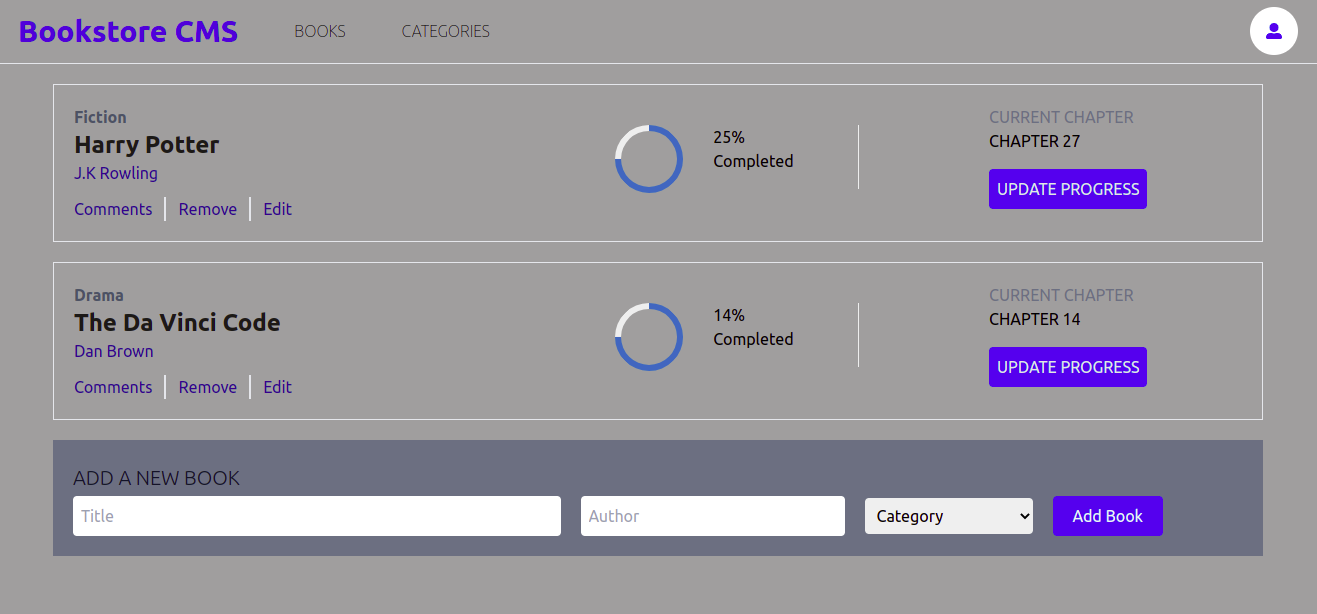 Bookstore CMS BOOKS CATEGORIES
Fiction
Harry Potter
J.K Rowling
Comments Remove Edit
25%
Completed
CURRENT CHAPTER
CHAPTER 27
UPDATE PROGRESS
Drama
The Da Vinci Code
Dan Brown
Comments Remove Edit
14%
Completed
CURRENT CHAPTER
CHAPTER 14
UPDATE PROGRESS
ADD A NEW BOOK
Title Author Category Add Book